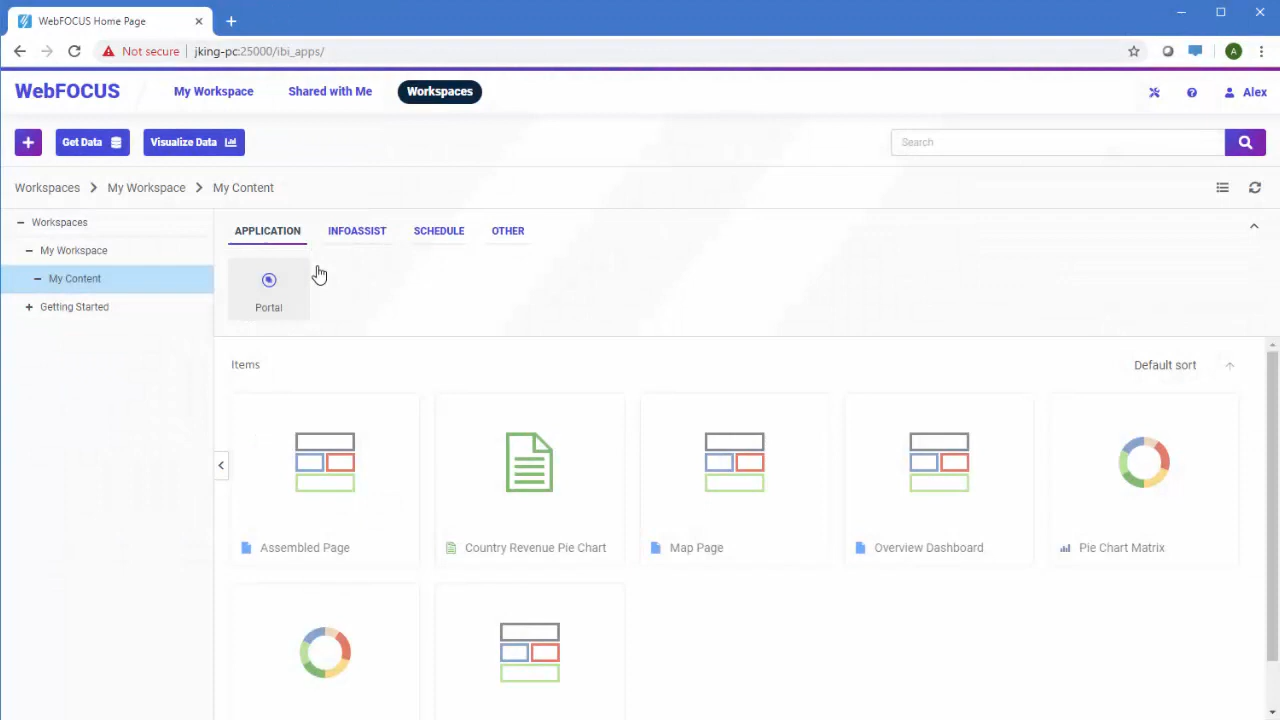 WebFOCUS Home Page
Not secure | jking-pc:25000/ibi_apps/
A
WebFOCUS My Workspace Shared with Me Workspaces Alex
+ Get Data Visualize Data Search
Workspaces > My Workspace > My Content
Workspaces
My Workspace
My Content
Getting Started
APPLICATION INFOASSIST SCHEDULE OTHER
Portal
Items Default sort
Assembled Page Country Revenue Pie Chart Map Page Overview Dashboard Pie Chart Matrix